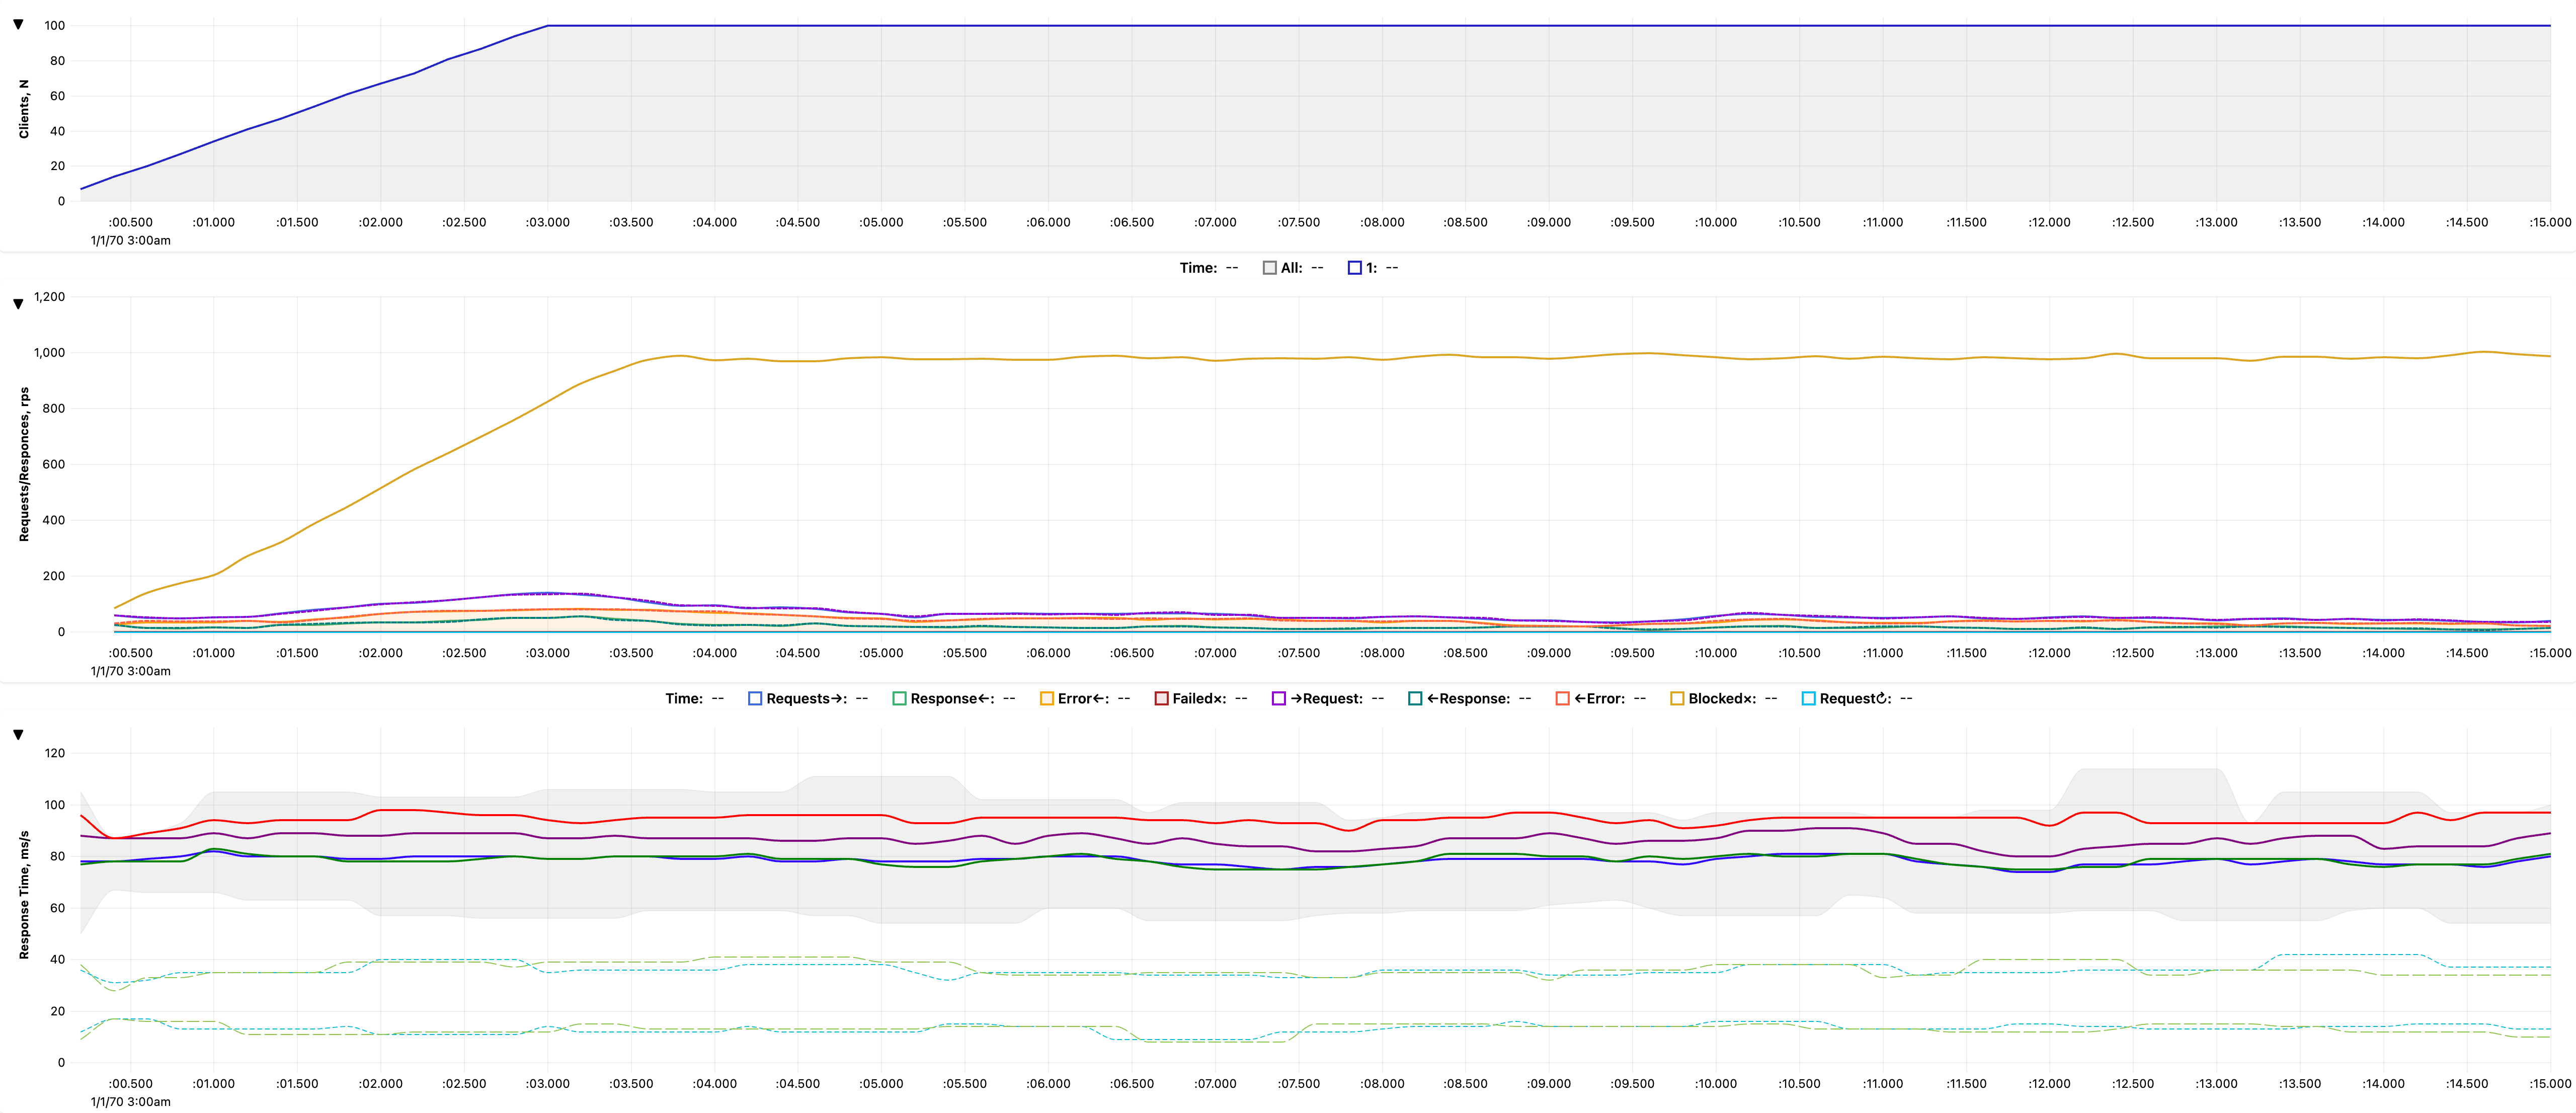 ▼
Clients, N
100
80
60
40
20
0
:00.500 :01.000 :01.500 :02.000 :02.500 :03.000 :03.500 :04.000 :04.500 :05.000 :05.500 :06.000 :06.500 :07.000 :07.500 :08.000 :08.500 :09.000 :09.500 :10.000 :10.500 :11.000 :11.500 :12.000 :12.500 :13.000 :13.500 :14.000 :14.500 :15.000
1/1/70 3:00am
Time: -- All: -- 1: --
▼
Requests/Responces, rps
1,200
1,000
800
600
400
200
0
:00.500 :01.000 :01.500 :02.000 :02.500 :03.000 :03.500 :04.000 :04.500 :05.000 :05.500 :06.000 :06.500 :07.000 :07.500 :08.000 :08.500 :09.000 :09.500 :10.000 :10.500 :11.000 :11.500 :12.000 :12.500 :13.000 :13.500 :14.000 :14.500 :15.000
1/1/70 3:00am
Time: -- Requests→: -- Response←: -- Error←: -- Failed×: -- →Request: -- ←Response: -- ←Error: -- Blocked×: -- Request↻: --
▼
Response Time, ms/s
120
100
80
60
40
20
0
:00.500 :01.000 :01.500 :02.000 :02.500 :03.000 :03.500 :04.000 :04.500 :05.000 :05.500 :06.000 :06.500 :07.000 :07.500 :08.000 :08.500 :09.000 :09.500 :10.000 :10.500 :11.000 :11.500 :12.000 :12.500 :13.000 :13.500 :14.000 :14.500 :15.000
1/1/70 3:00am